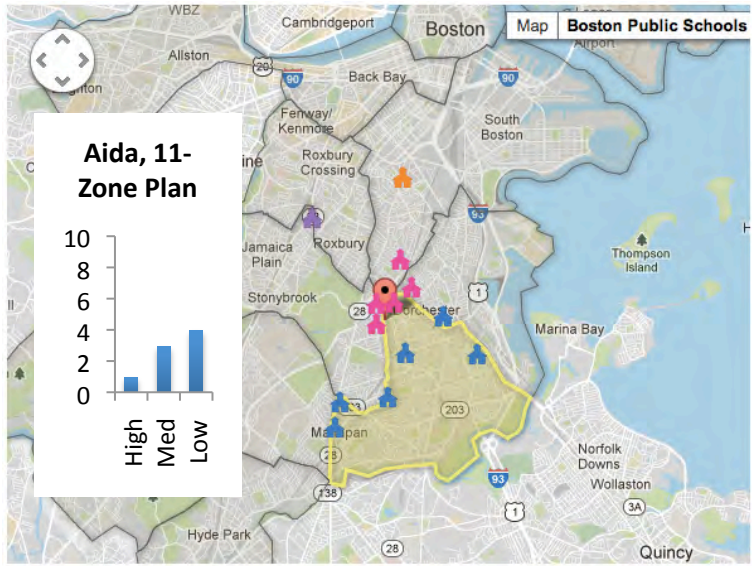 WBZ
Cambridgeport
Boston
Map
Boston Public Schools
Airport
Allston
20
90
Back Bay
90
Fenway/
Kenmore
South
Boston
Aida, 11-
Zone Plan
Roxbury
Crossing
93
Jamaica
Plain
Roxbury
Thompson
Island
10
8
6
4
2
0
High
Med
Low
Stonybrook
28
1
Marina Bay
203
28
138
93
Norfolk
Downs
Wollaston
1
3A
Hyde Park
28
Quincy